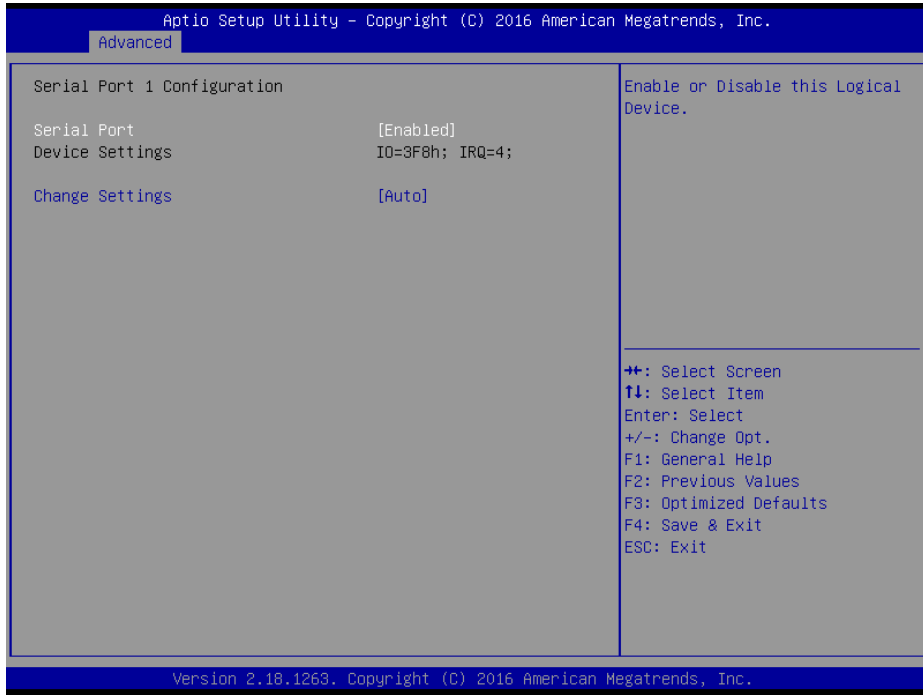 Aptio Setup Utility – Copyright (C) 2016 American Megatrends, Inc.
Advanced
Serial Port 1 Configuration
Serial Port [Enabled]
Device Settings IO=3F8h; IRQ=4;
Change Settings [Auto]
Enable or Disable this Logical
Device.
→←: Select Screen
↑↓: Select Item
Enter: Select
+/-: Change Opt.
F1: General Help
F2: Previous Values
F3: Optimized Defaults
F4: Save & Exit
ESC: Exit
Version 2.18.1263. Copyright (C) 2016 American Megatrends, Inc.